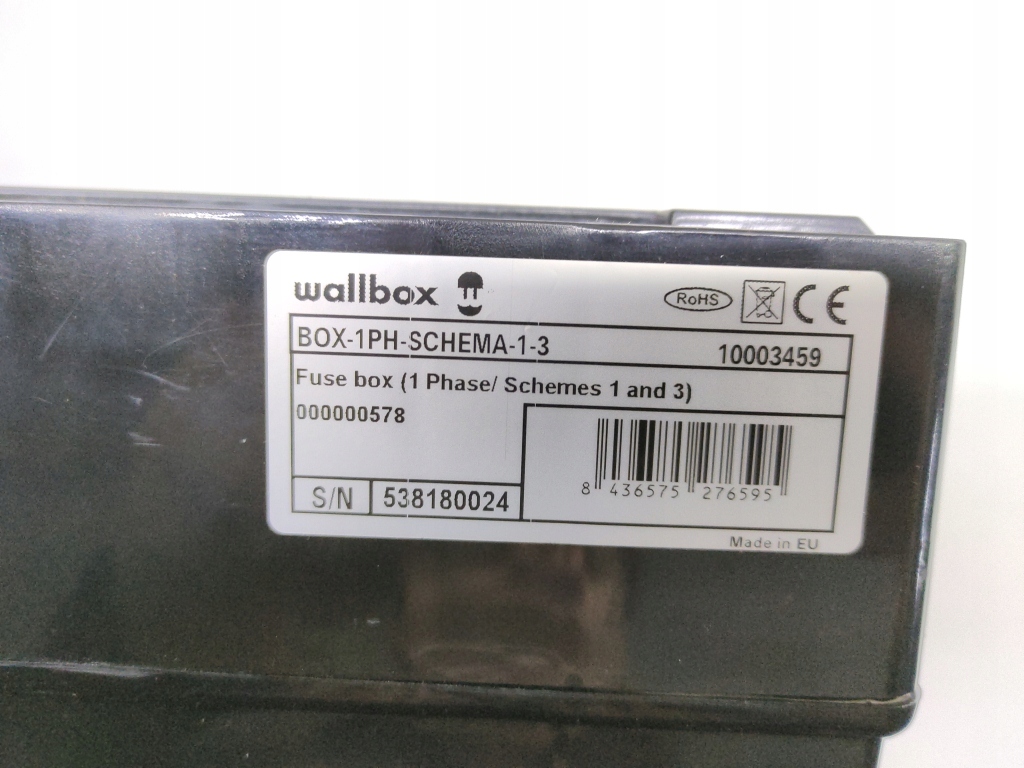 wallbox
RoHS CE
BOX-1PH-SCHEMA-1-3 10003459
Fuse box (1 Phase/ Schemes 1 and 3)
000000578
8 436575 276595
S/N 538180024
Made in EU